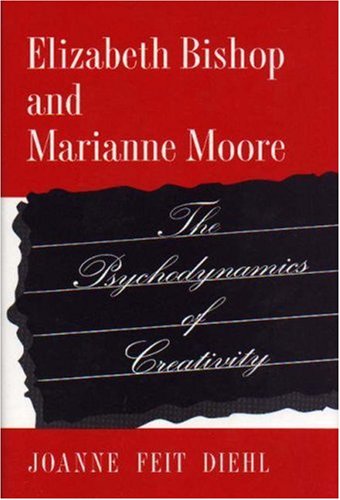 Elizabeth Bishop
and
Marianne Moore
The
Psychodynamics
of
Creativity
JOANNE FEIT DIEHL